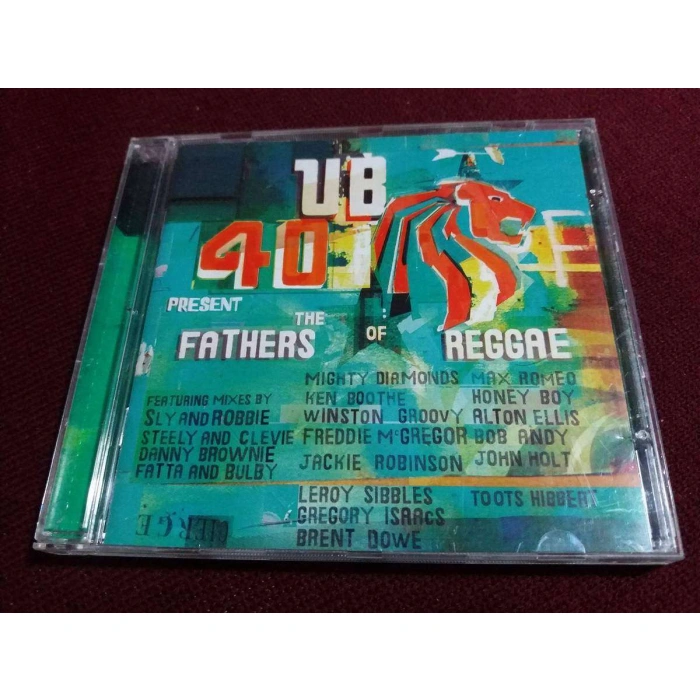 UB
40
PRESENT
THE
FATHERS OF REGGAE
FEATURING MIXES BY
SLY AND ROBBIE
STEELY AND CLEVIE
DANNY BROWNIE
FATTA AND BULBY
MIGHTY DIAMONDS
KEN BOOTHE
WINSTON GROOVY
FREDDIE McGREGOR
JACKIE ROBINSON
LEROY SIBBLES
GREGORY ISAACS
BRENT DOWE
MAX ROMEO
HONEY BOY
ALTON ELLIS
BOB ANDY
JOHN HOLT
TOOTS HIBBERT